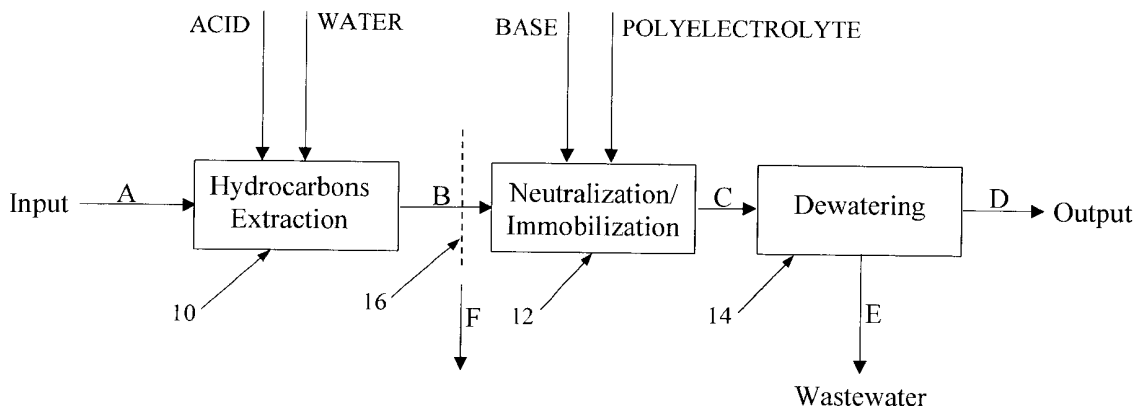 ACID
WATER
BASE
POLYELECTROLYTE
Input
A
Hydrocarbons
Extraction
B
Neutralization/
Immobilization
C
Dewatering
D
Output
10
16
F
12
14
E
Wastewater